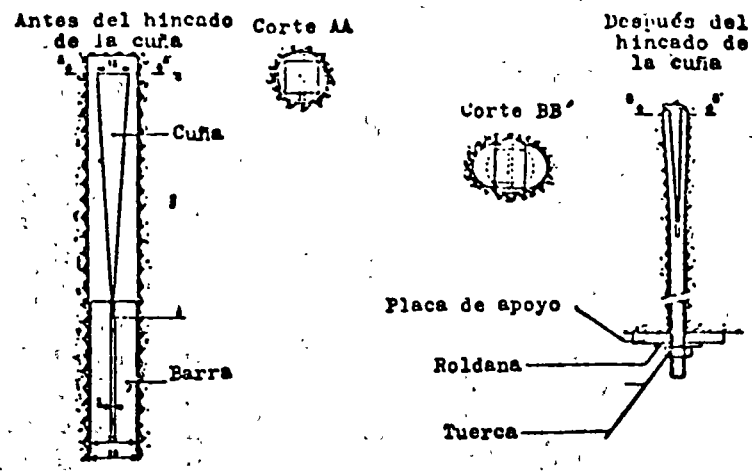 Antes del hincado
de la cuña
Corte AA
Después del
hincado de
la cuña
Cuña
Corte BB'
Placa de apoyo
Barra
Roldana
Tuerca